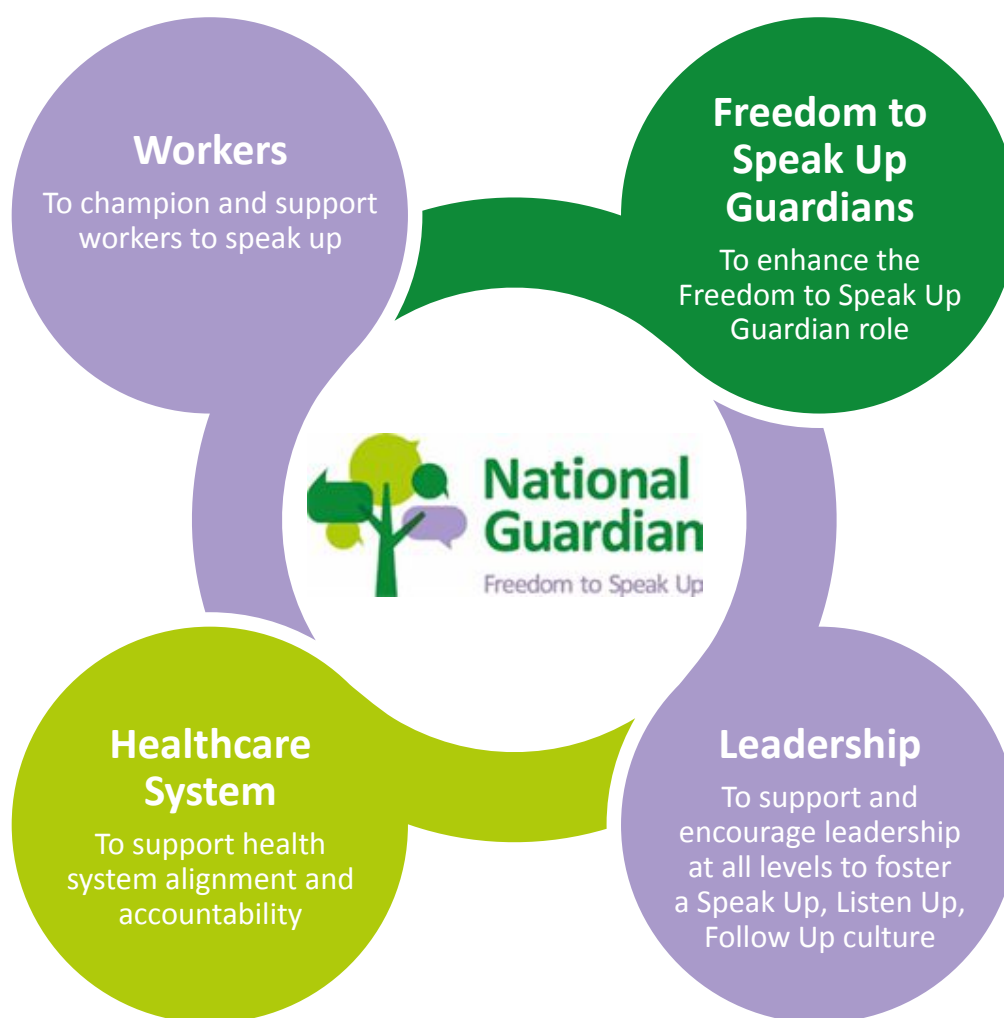 Workers
To champion and support
workers to speak up
Freedom to
Speak Up
Guardians
To enhance the
Freedom to Speak Up
Guardian role
National
Guardian
Freedom to Speak Up
Healthcare
System
To support health
system alignment and
accountability
Leadership
To support and
encourage leadership
at all levels to foster
a Speak Up, Listen Up,
Follow Up culture